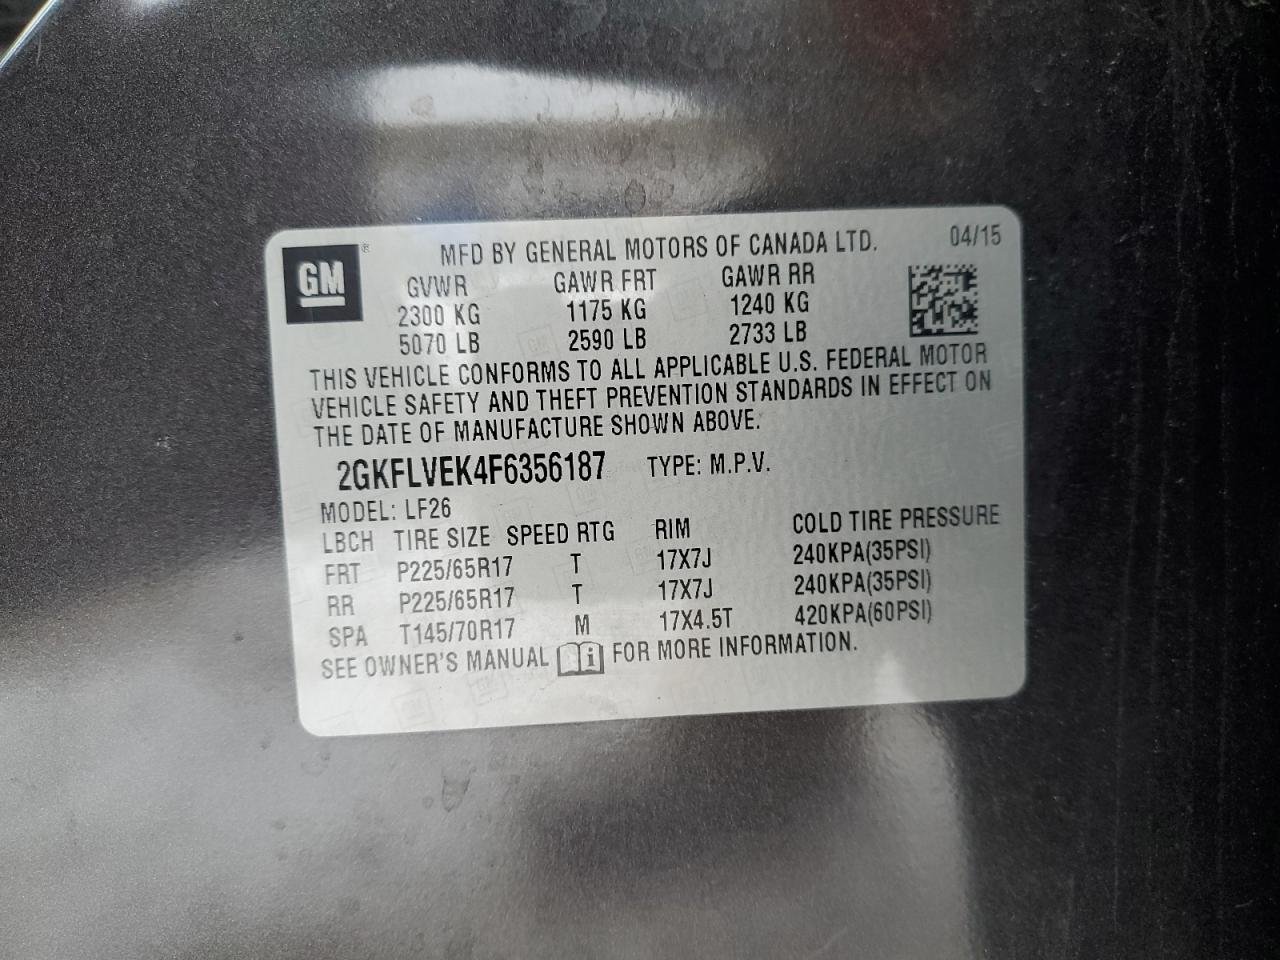 GM ®
MFD BY GENERAL MOTORS OF CANADA LTD. 04/15
GVWR GAWR FRT GAWR RR
2300 KG 1175 KG 1240 KG
5070 LB 2590 LB 2733 LB
THIS VEHICLE CONFORMS TO ALL APPLICABLE U.S. FEDERAL MOTOR
VEHICLE SAFETY AND THEFT PREVENTION STANDARDS IN EFFECT ON
THE DATE OF MANUFACTURE SHOWN ABOVE.
2GKFLVEK4F6356187 TYPE: M.P.V.
MODEL: LF26
LBCH TIRE SIZE SPEED RTG RIM COLD TIRE PRESSURE
FRT P225/65R17 T 17X7J 240KPA(35PSI)
RR P225/65R17 T 17X7J 240KPA(35PSI)
SPA T145/70R17 M 17X4.5T 420KPA(60PSI)
SEE OWNER'S MANUAL i FOR MORE INFORMATION.